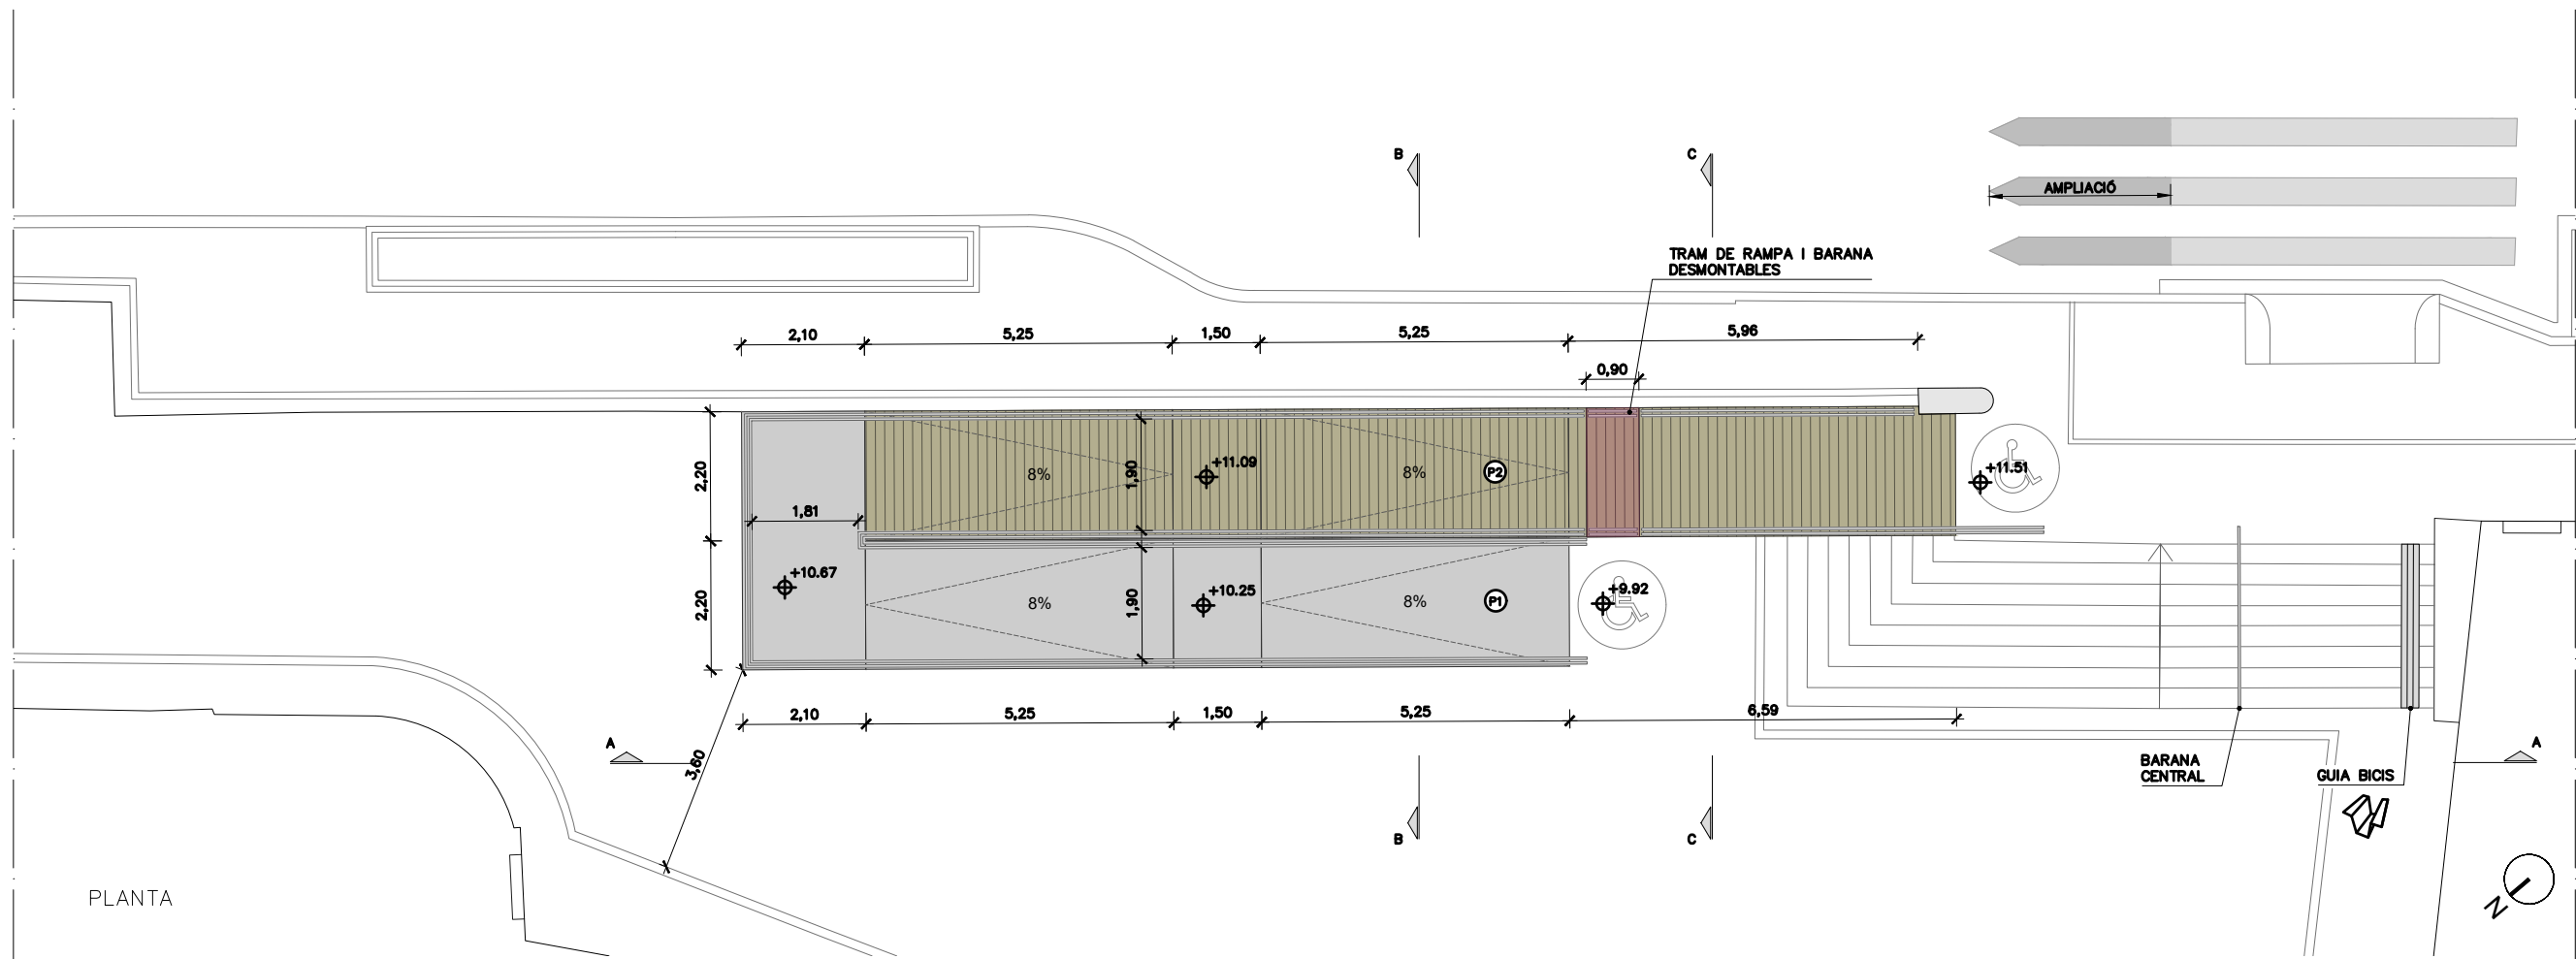 B
C
AMPLIACIÓ
TRAM DE RAMPA I BARANA
DESMONTABLES
2,10
5,25
1,50
5,25
5,96
0,90
2,20
8%
1,90
+11.09
8%
P2
+11.51
1,81
+10.67
2,20
8%
1,90
+10.25
8%
P1
+9.92
2,10
5,25
1,50
5,25
6,59
A
3,60
A
BARANA
CENTRAL
GUIA BICIS
B
C
PLANTA
N